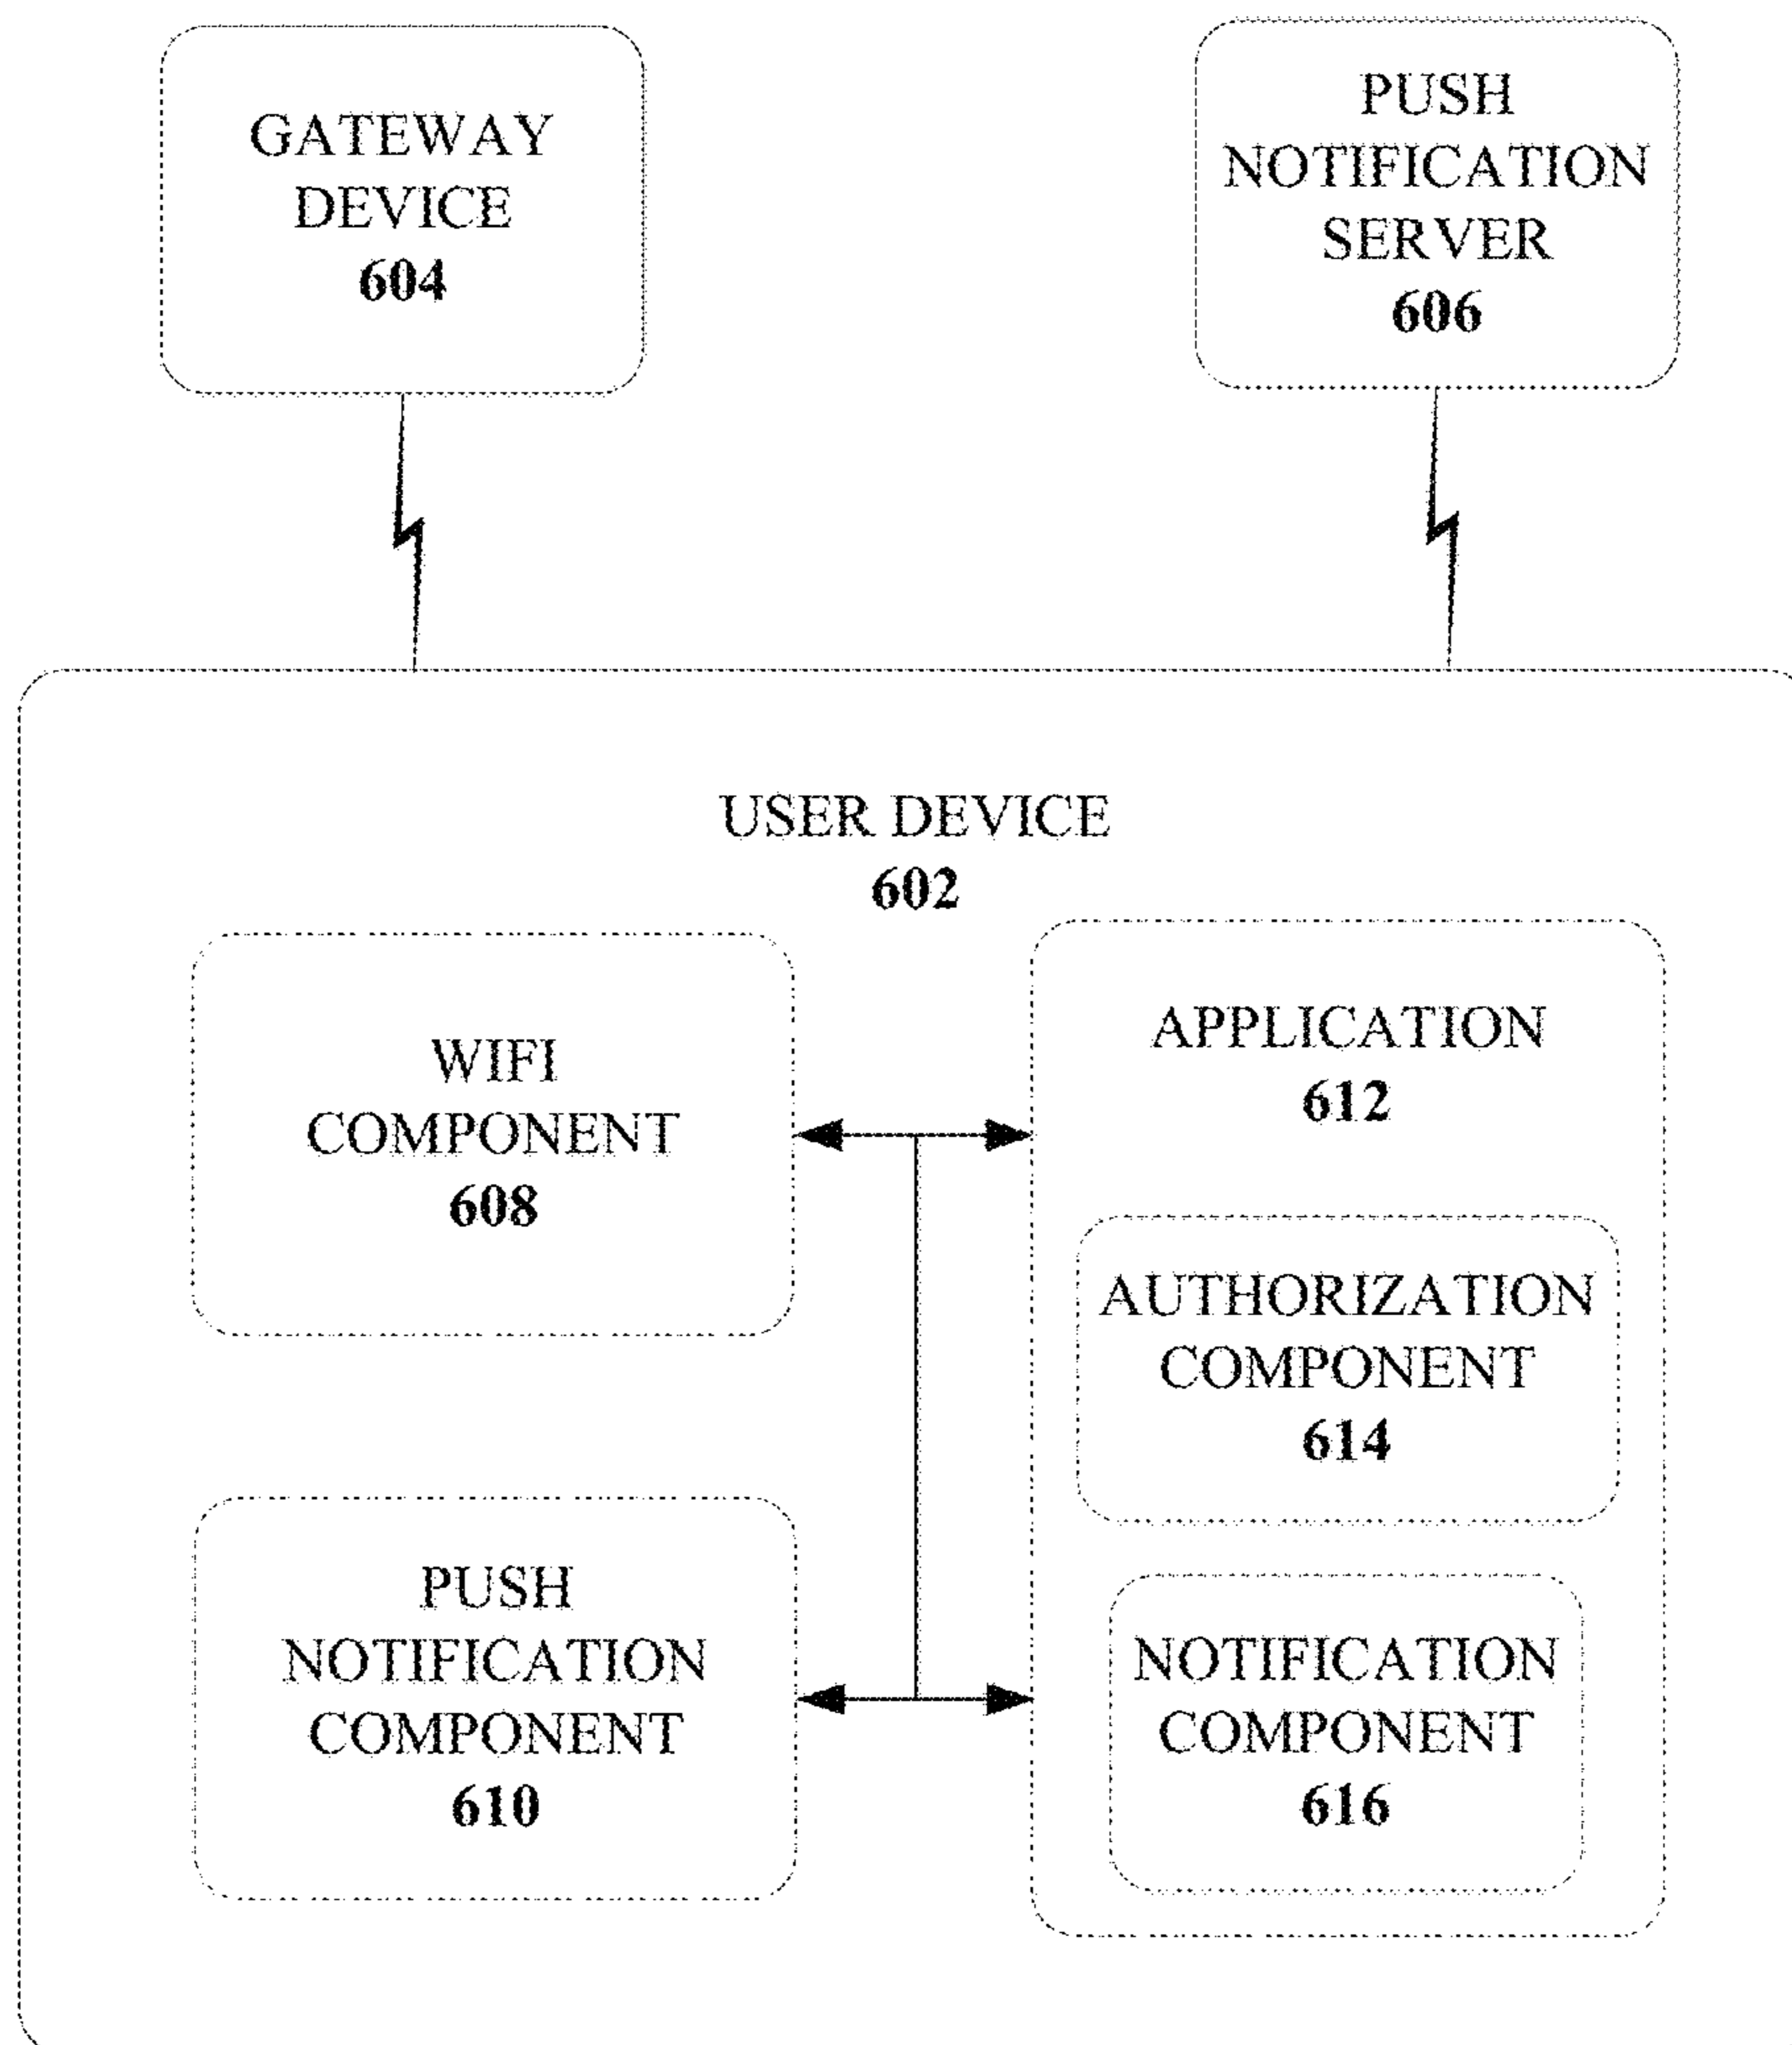 GATEWAY
DEVICE
604
PUSH
NOTIFICATION
SERVER
606
USER DEVICE
602
WIFI
COMPONENT
608
APPLICATION
612
AUTHORIZATION
COMPONENT
614
PUSH
NOTIFICATION
COMPONENT
610
NOTIFICATION
COMPONENT
616